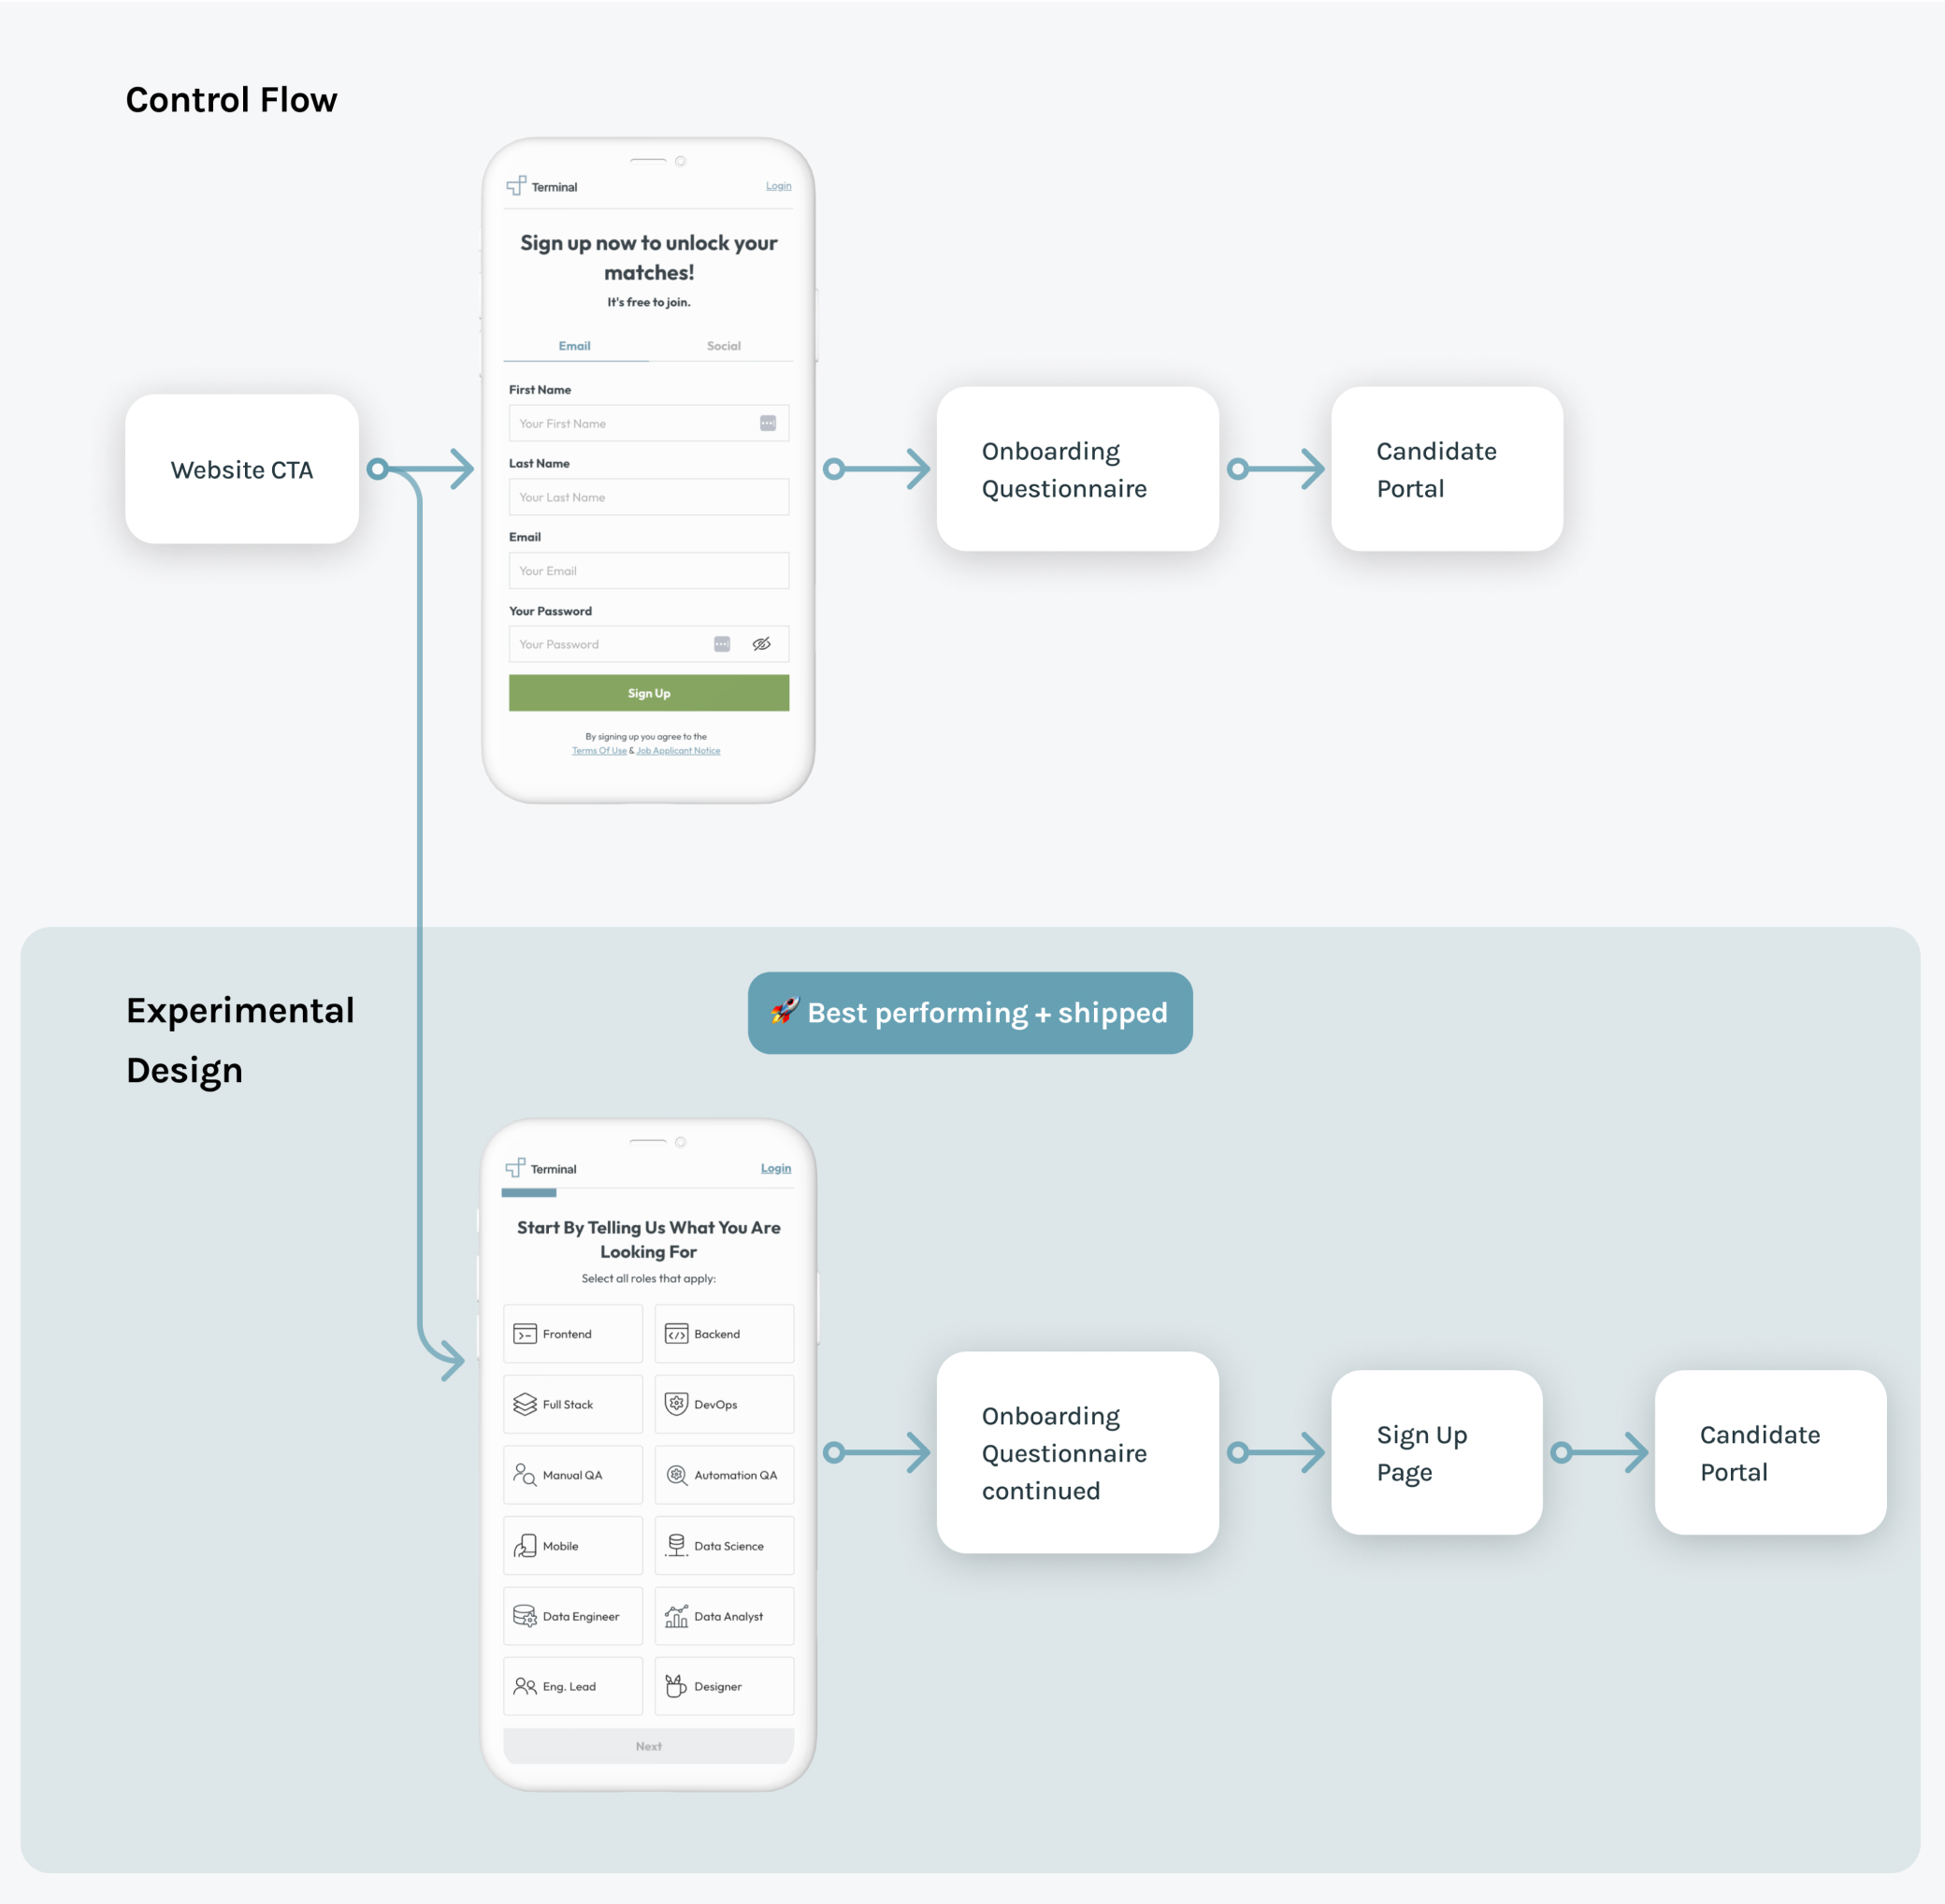 Control Flow
Terminal
Login
Sign up now to unlock your
matches!
It's free to join.
Email
Social
First Name
Your First Name
Last Name
Your Last Name
Email
Your Email
Your Password
Your Password
Sign Up
By signing up you agree to the
Terms Of Use & Job Applicant Notice
Website CTA
Onboarding
Questionnaire
Candidate
Portal
Experimental
Design
🚀 Best performing + shipped
Terminal
Login
Start By Telling Us What You Are
Looking For
Select all roles that apply:
Frontend
Backend
Full Stack
DevOps
Manual QA
Automation QA
Mobile
Data Science
Data Engineer
Data Analyst
Eng. Lead
Designer
Next
Onboarding
Questionnaire
continued
Sign Up
Page
Candidate
Portal